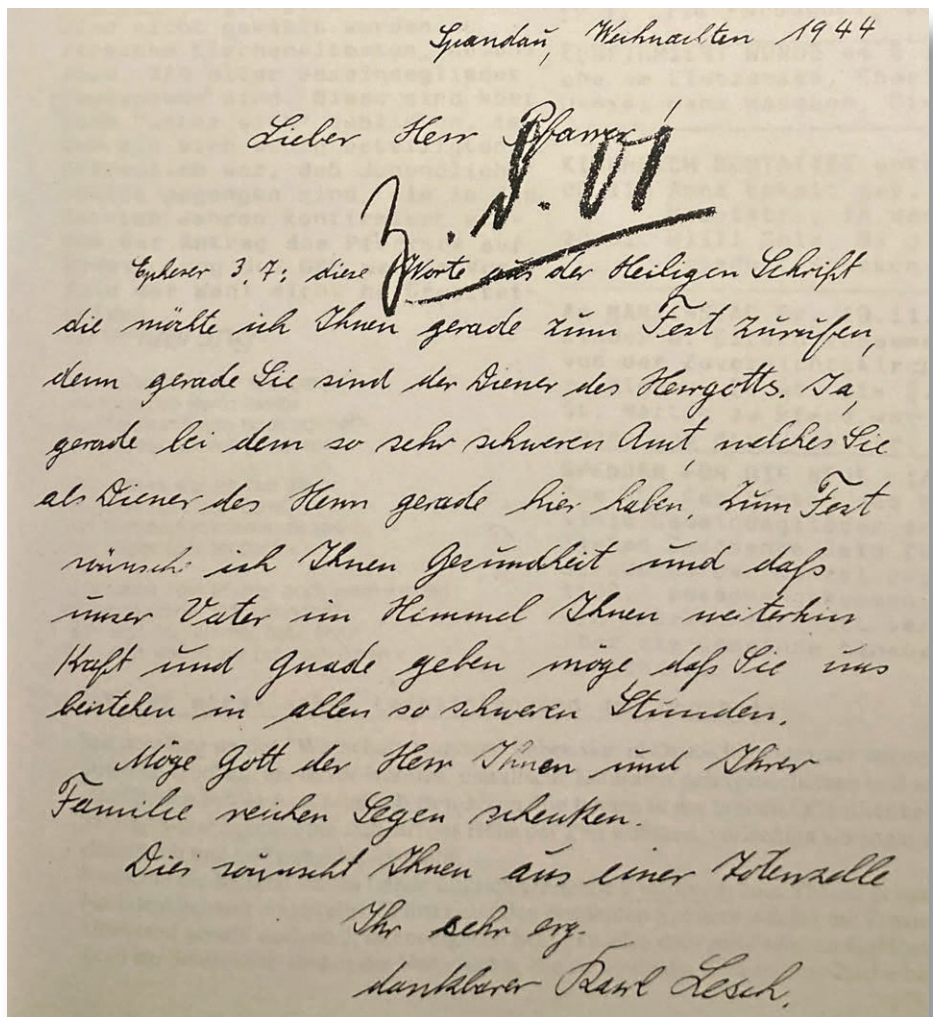 Spandau, Weihnachten 1944
Lieber Herr Pfarrer!
z. d. A
Epheser 3, 7: diese Worte aus der Heiligen Schrift
die möchte ich Ihnen gerade zum Fest zurufen,
denn gerade Sie sind der Diener des Herrgotts. Ja,
gerade bei dem so sehr schweren Amt, welches Sie
als Diener des Herrn gerade hier haben. Zum Fest
wünsche ich Ihnen Gesundheit und daß
unser Vater im Himmel Ihnen weiterhin
Kraft und Gnade geben möge daß Sie uns
beistehen in allen so schweren Stunden.
Möge Gott der Herr Ihnen und Ihrer
Familie reichen Segen schenken.
Dies wünscht Ihnen aus einer Totenzelle
Ihr sehr erg.
dankbarer Karl Lesch.